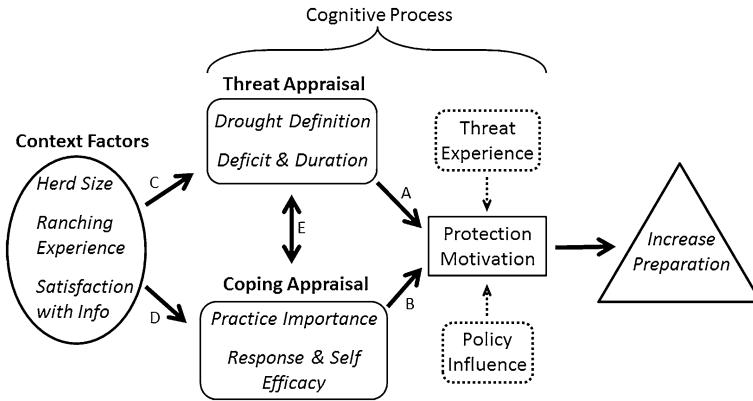 Cognitive Process
Threat Appraisal
Drought Definition
Deficit & Duration
Context Factors
Herd Size
Ranching
Experience
Satisfaction
with Info
C
D
E
A
B
Coping Appraisal
Practice Importance
Response & Self
Efficacy
Threat
Experience
Protection
Motivation
Policy
Influence
Increase
Preparation